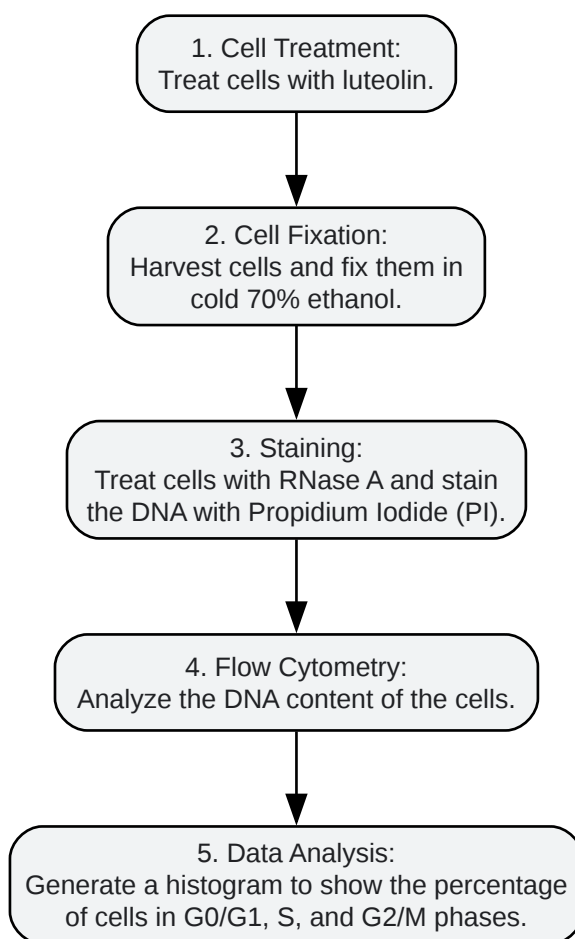 1. Cell Treatment:
Treat cells with luteolin.
2. Cell Fixation:
Harvest cells and fix them in
cold 70% ethanol.
3. Staining:
Treat cells with RNase A and stain
the DNA with Propidium Iodide (PI).
4. Flow Cytometry:
Analyze the DNA content of the cells.
5. Data Analysis:
Generate a histogram to show the percentage
of cells in G0/G1, S, and G2/M phases.